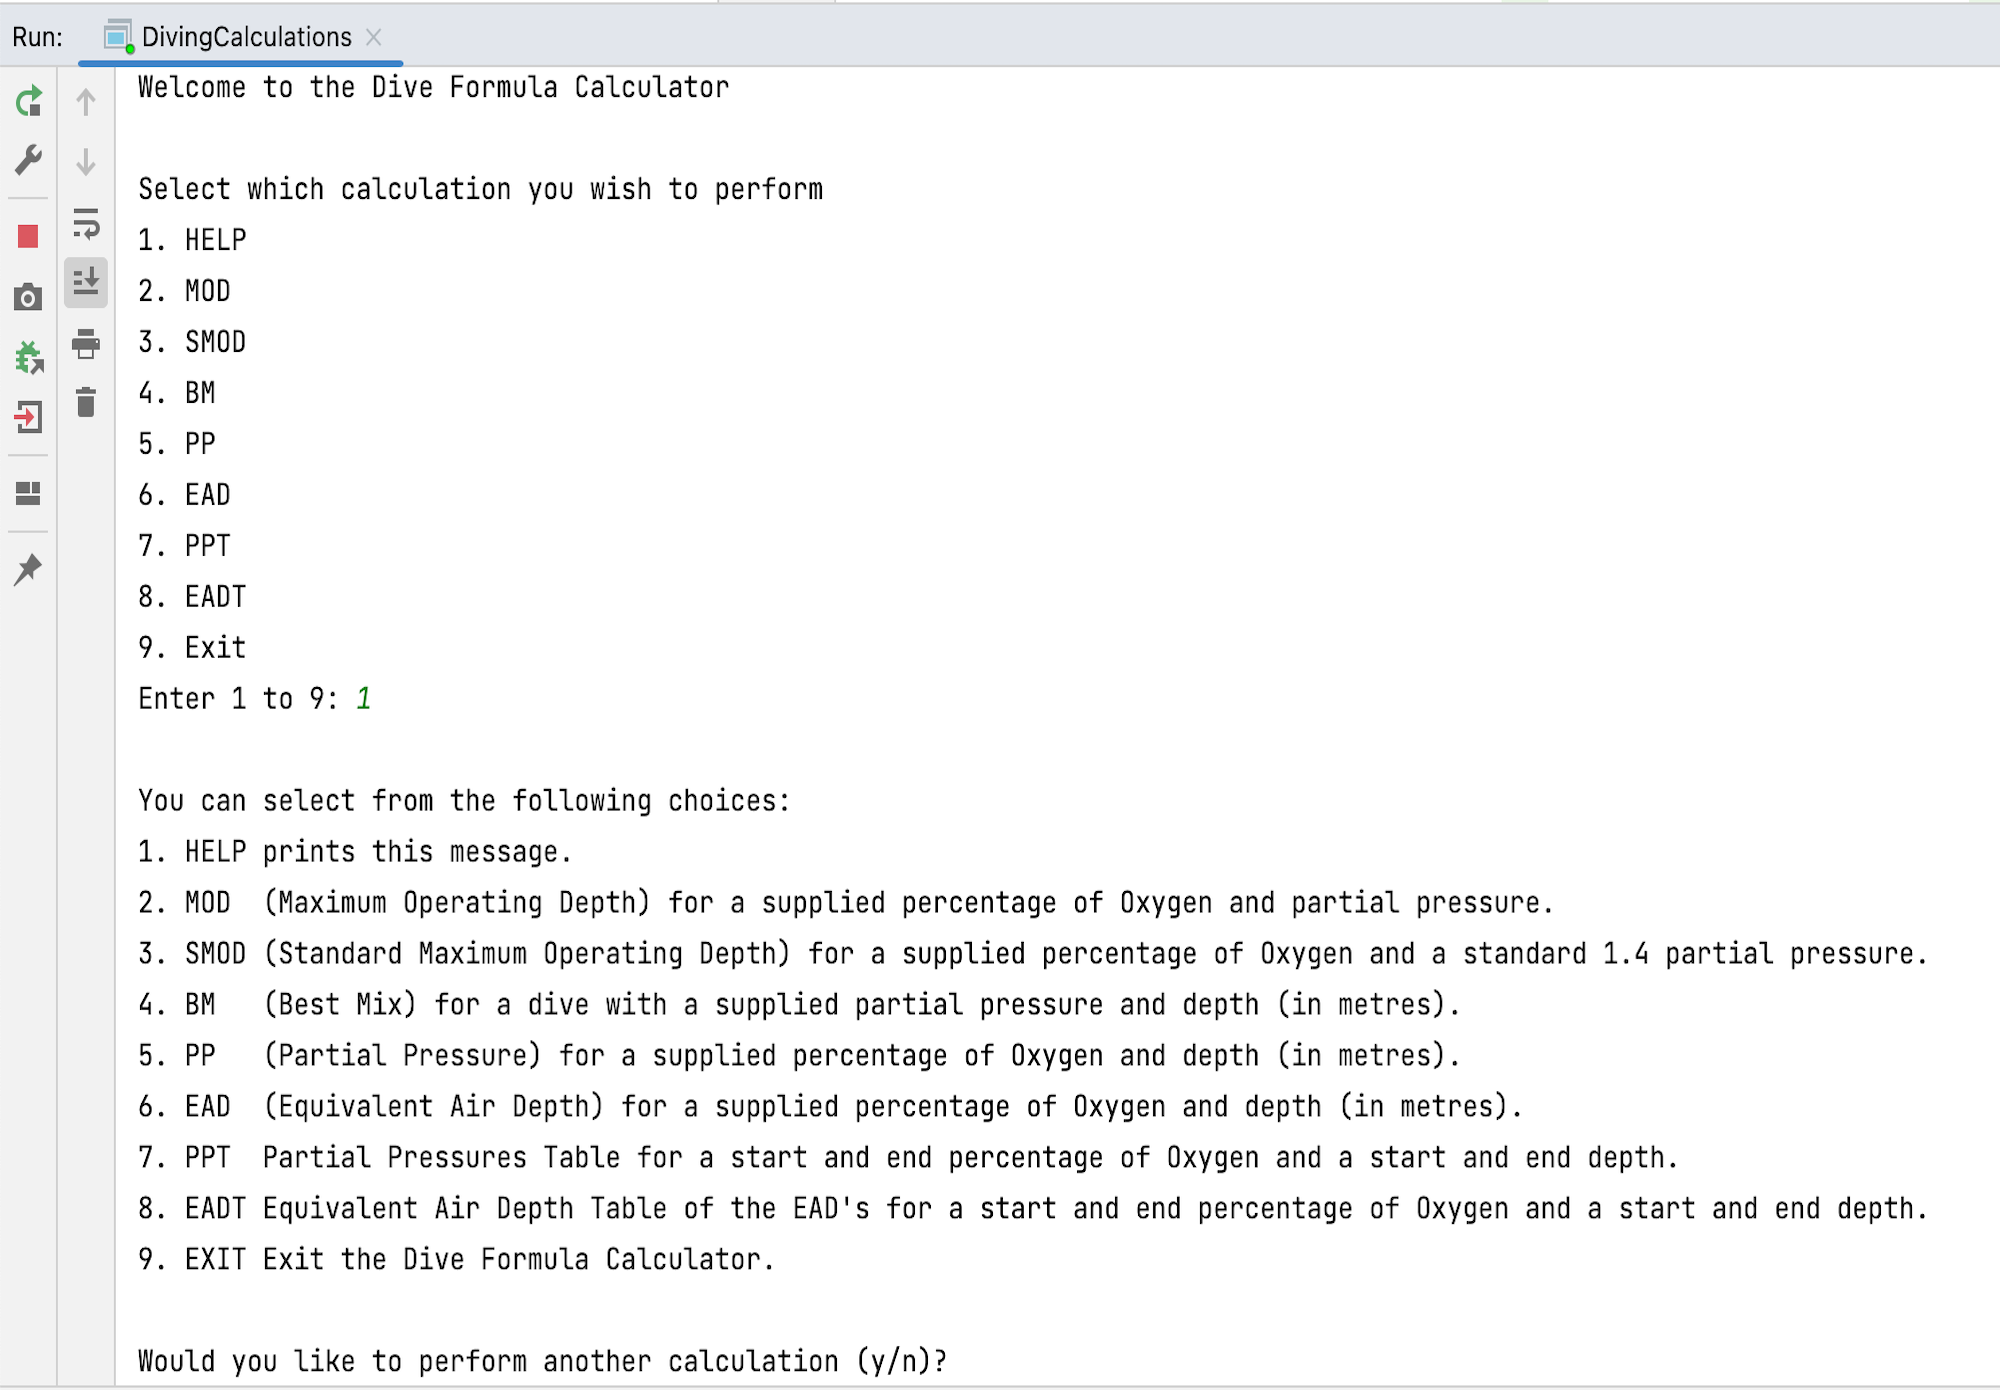 Run: DivingCalculations
Welcome to the Dive Formula Calculator
Select which calculation you wish to perform
1. HELP
2. MOD
3. SMOD
4. BM
5. PP
6. EAD
7. PPT
8. EADT
9. Exit
Enter 1 to 9: 1
You can select from the following choices:
1. HELP prints this message.
2. MOD  (Maximum Operating Depth) for a supplied percentage of Oxygen and partial pressure.
3. SMOD (Standard Maximum Operating Depth) for a supplied percentage of Oxygen and a standard 1.4 partial pressure.
4. BM   (Best Mix) for a dive with a supplied partial pressure and depth (in metres).
5. PP   (Partial Pressure) for a supplied percentage of Oxygen and depth (in metres).
6. EAD  (Equivalent Air Depth) for a supplied percentage of Oxygen and depth (in metres).
7. PPT  Partial Pressures Table for a start and end percentage of Oxygen and a start and end depth.
8. EADT Equivalent Air Depth Table of the EAD's for a start and end percentage of Oxygen and a start and end depth.
9. EXIT Exit the Dive Formula Calculator.
Would you like to perform another calculation (y/n)?